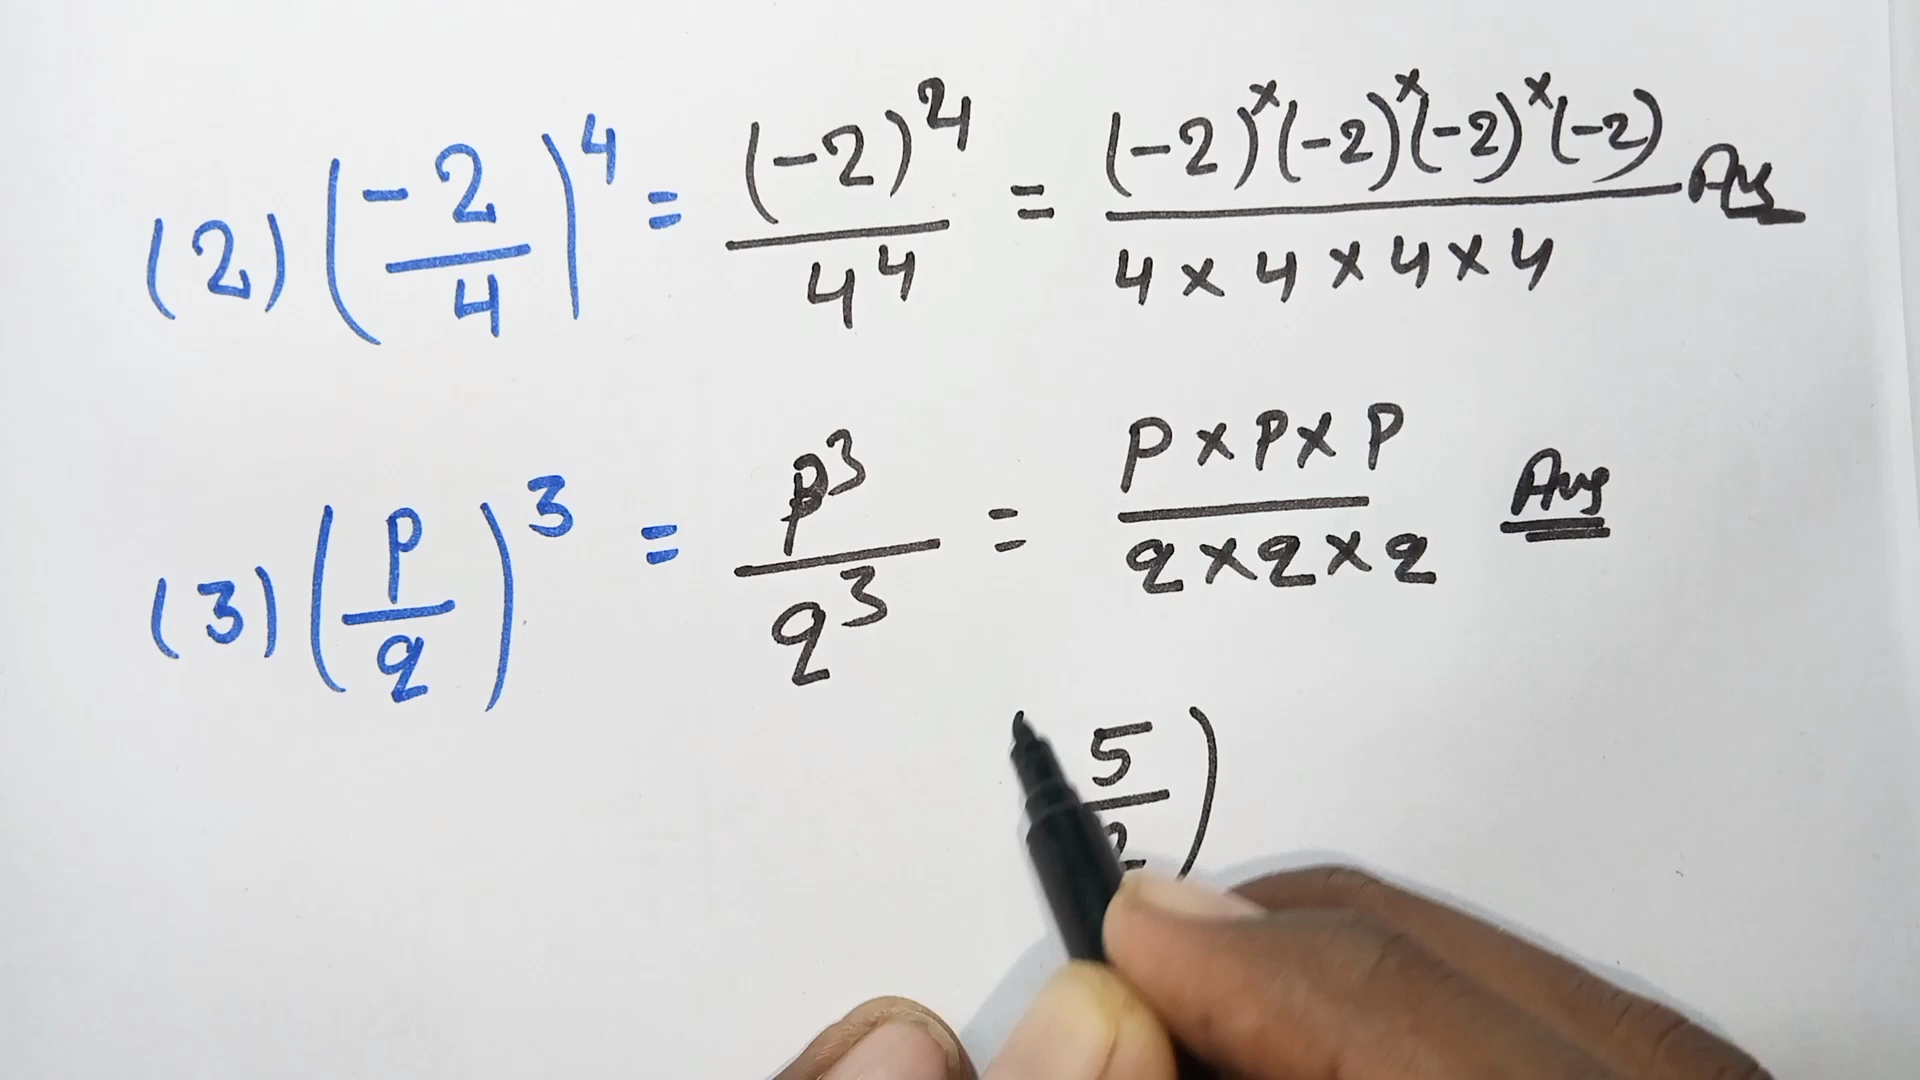 (2) (-2/4)^4 = (-2)^4/4^4 = (-2)×(-2)×(-2)×(-2)/4×4×4×4 Ans
(3) (p/q)^3 = p^3/q^3 = p×p×p/q×q×q Ans
(5/2)